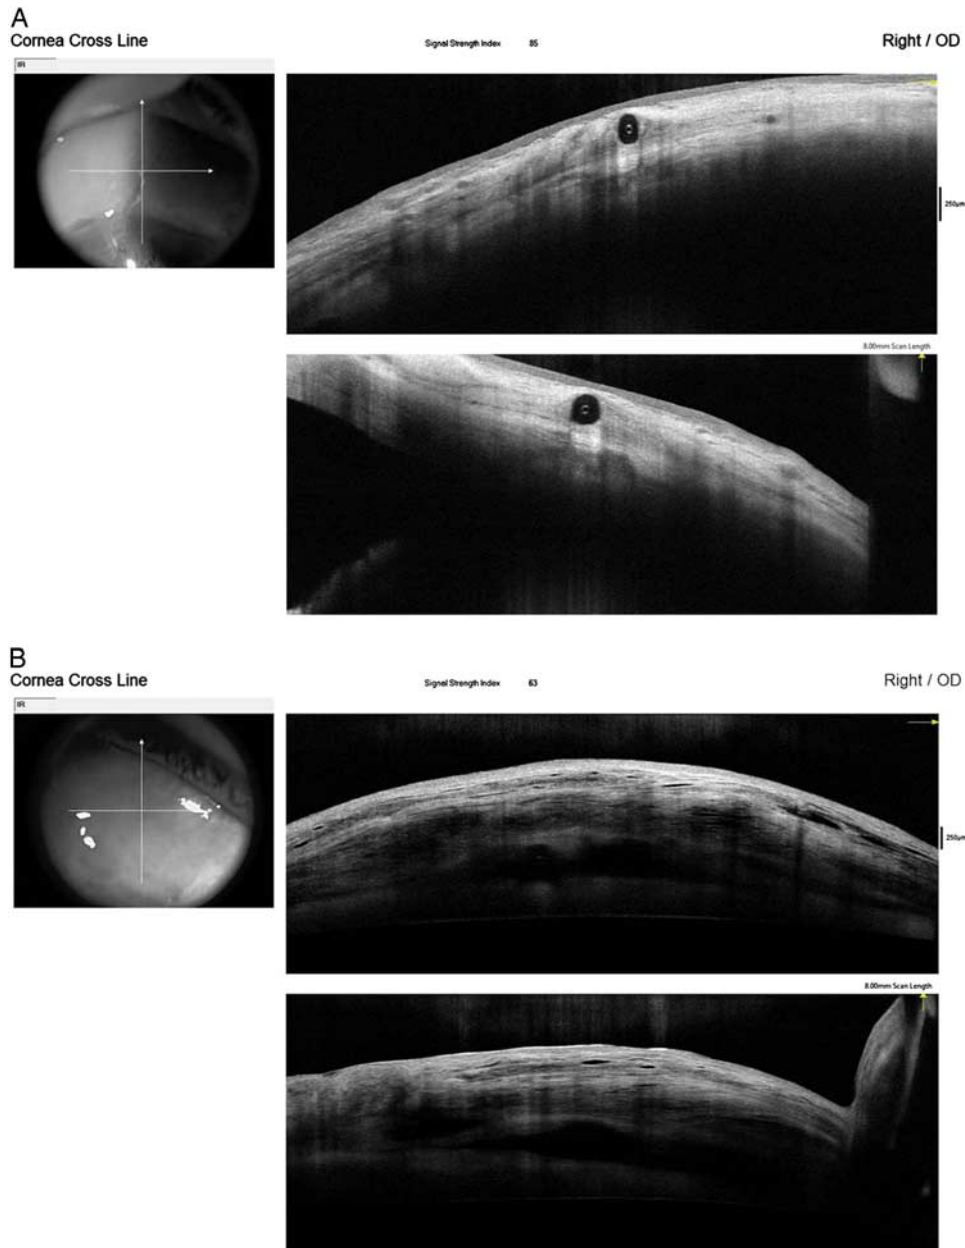 A
Cornea Cross Line
Signal Strength Index 85
Right / OD
IR
250µm
8.00mm Scan Length
B
Cornea Cross Line
Signal Strength Index 63
Right / OD
IR
250µm
8.00mm Scan Length